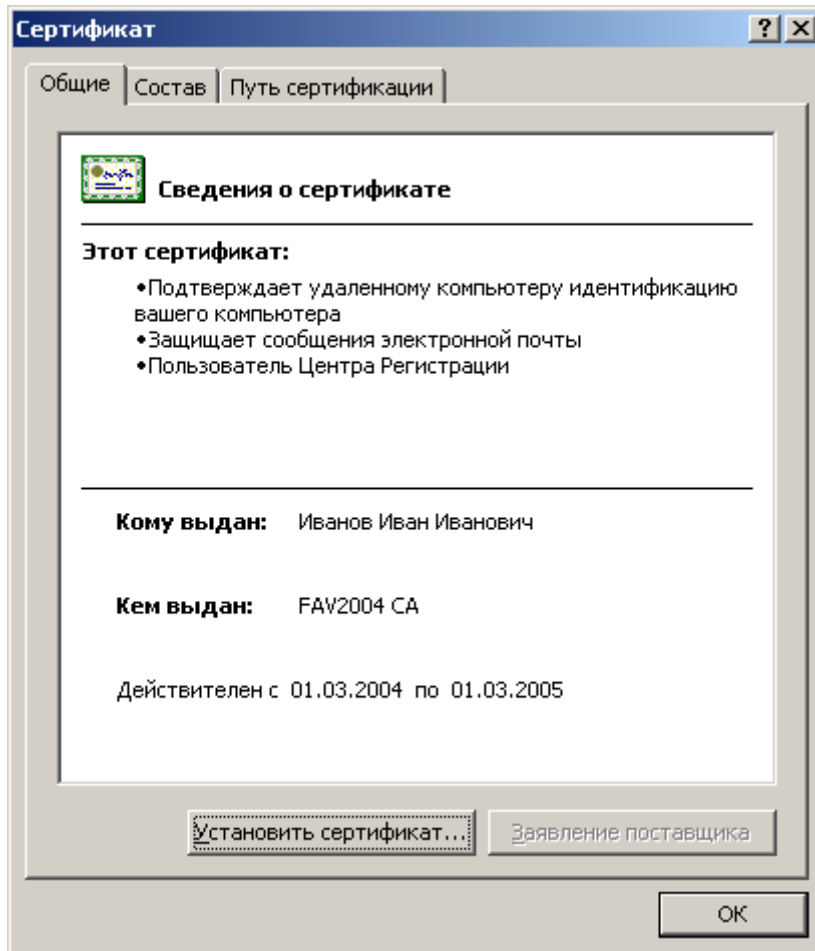 Сертификат
Общие Состав Путь сертификации
Сведения о сертификате
Этот сертификат:
•Подтверждает удаленному компьютеру идентификацию
вашего компьютера
•Защищает сообщения электронной почты
•Пользователь Центра Регистрации
Кому выдан: Иванов Иван Иванович
Кем выдан: FAV2004 CA
Действителен с 01.03.2004 по 01.03.2005
Установить сертификат... Заявление поставщика
ОК